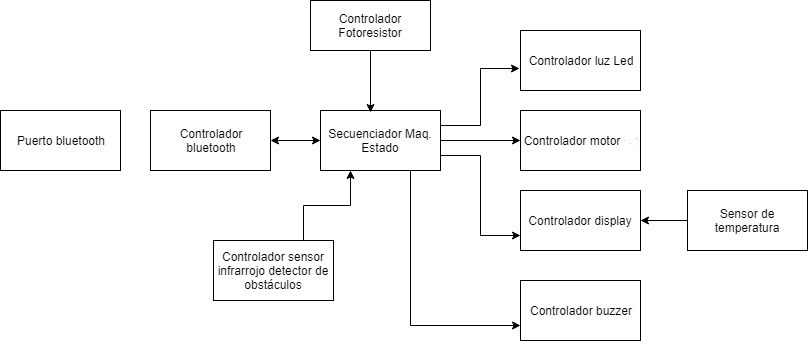 Controlador
Fotoresistor
Controlador luz Led
Puerto bluetooth
Controlador
bluetooth
Secuenciador Maq.
Estado
Controlador motor
Controlador display
Sensor de
temperatura
Controlador sensor
infrarrojo detector de
obstáculos
Controlador buzzer